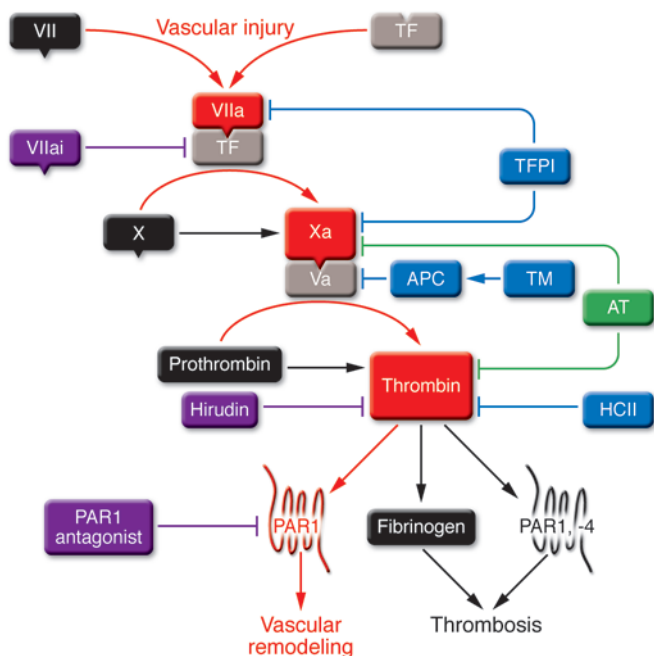 VII
Vascular injury
TF
VIIa
TF
VIIai
TFPI
X
Xa
Va
APC
TM
AT
Prothrombin
Thrombin
Hirudin
HCII
PAR1
antagonist
PAR1
Fibrinogen
PAR1, -4
Vascular
remodeling
Thrombosis